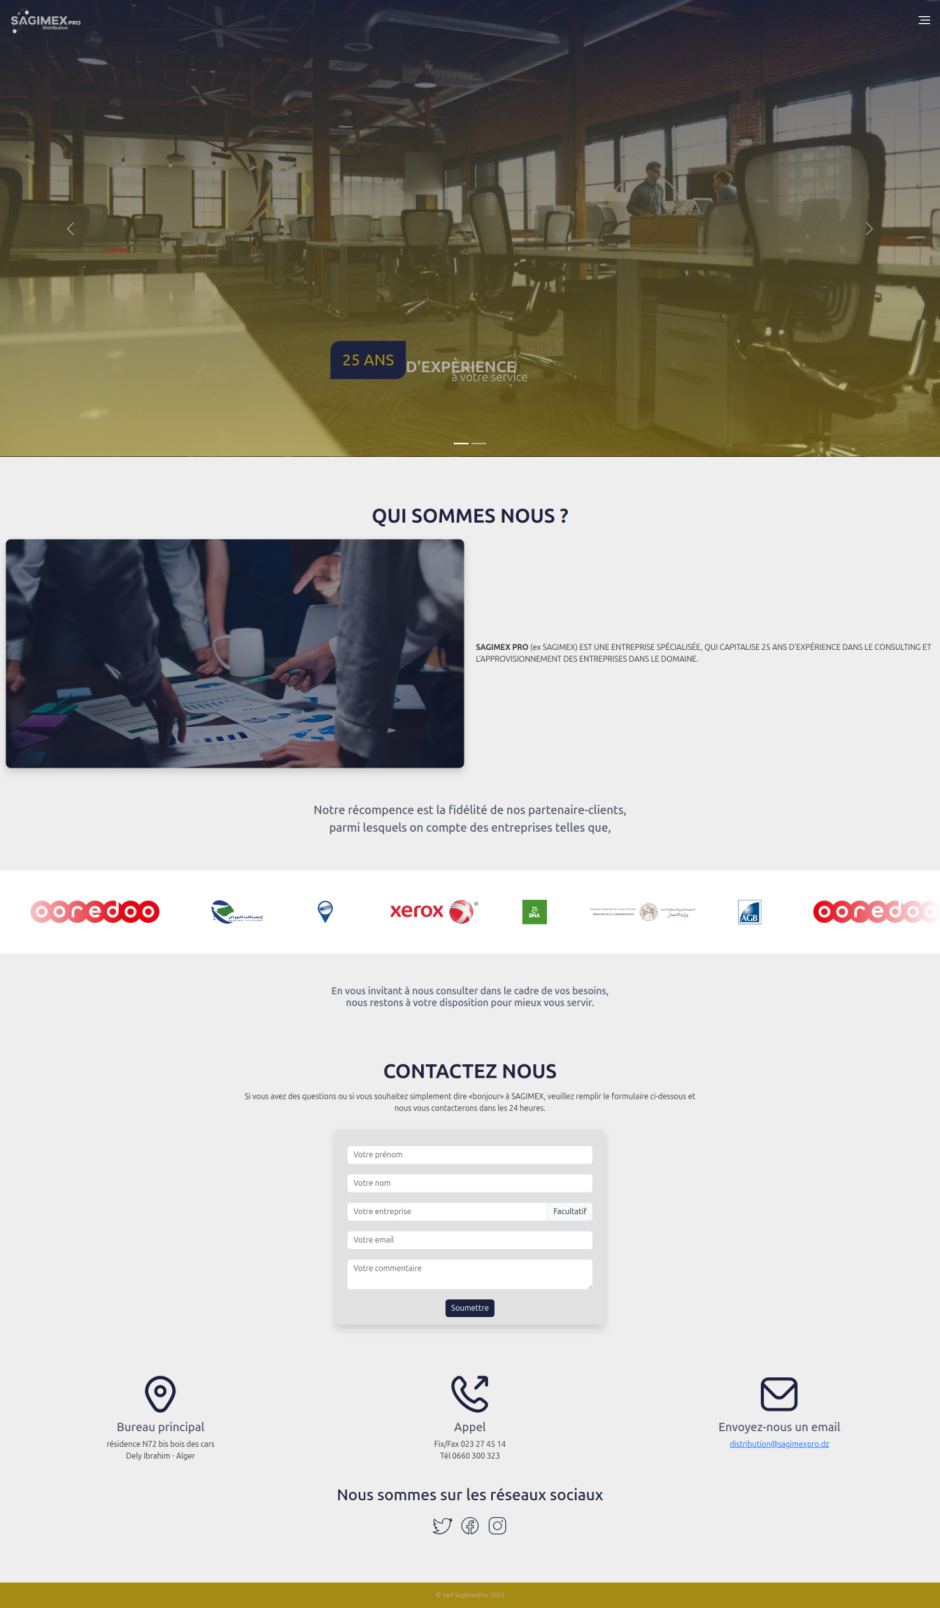 SAGIMEX PRO
Distribution
25 ANS
D'EXPÈRIENCE
à votre service
QUI SOMMES NOUS ?
SAGIMEX PRO (ex SAGIMEX) EST UNE ENTREPRISE SPÉCIALISÉE, QUI CAPITALISE 25 ANS D'EXPÉRIENCE DANS LE CONSULTING ET
L'APPROVISIONNEMENT DES ENTREPRISES DANS LE DOMAINE.
Notre récompence est la fidélité de nos partenaire-clients,
parmi lesquels on compte des entreprises telles que,
ooredoo
xerox
BNA
AGB
ooredoo
En vous invitant à nous consulter dans le cadre de vos besoins,
nous restons à votre disposition pour mieux vous servir.
CONTACTEZ NOUS
Si vous avez des questions ou si vous souhaitez simplement dire «bonjour» à SAGIMEX, veuillez remplir le formulaire ci-dessous et
nous vous contacterons dans les 24 heures.
Votre prénom
Votre nom
Votre entreprise Facultatif
Votre email
Votre commentaire
Soumettre
Bureau principal
résidence N72 bis bois des cars
Dely Ibrahim - Alger
Appel
Fix/Fax 023 27 45 14
Tél 0660 300 323
Envoyez-nous un email
distribution@sagimexpro.dz
Nous sommes sur les réseaux sociaux
© Sarl SagimexPro 2023